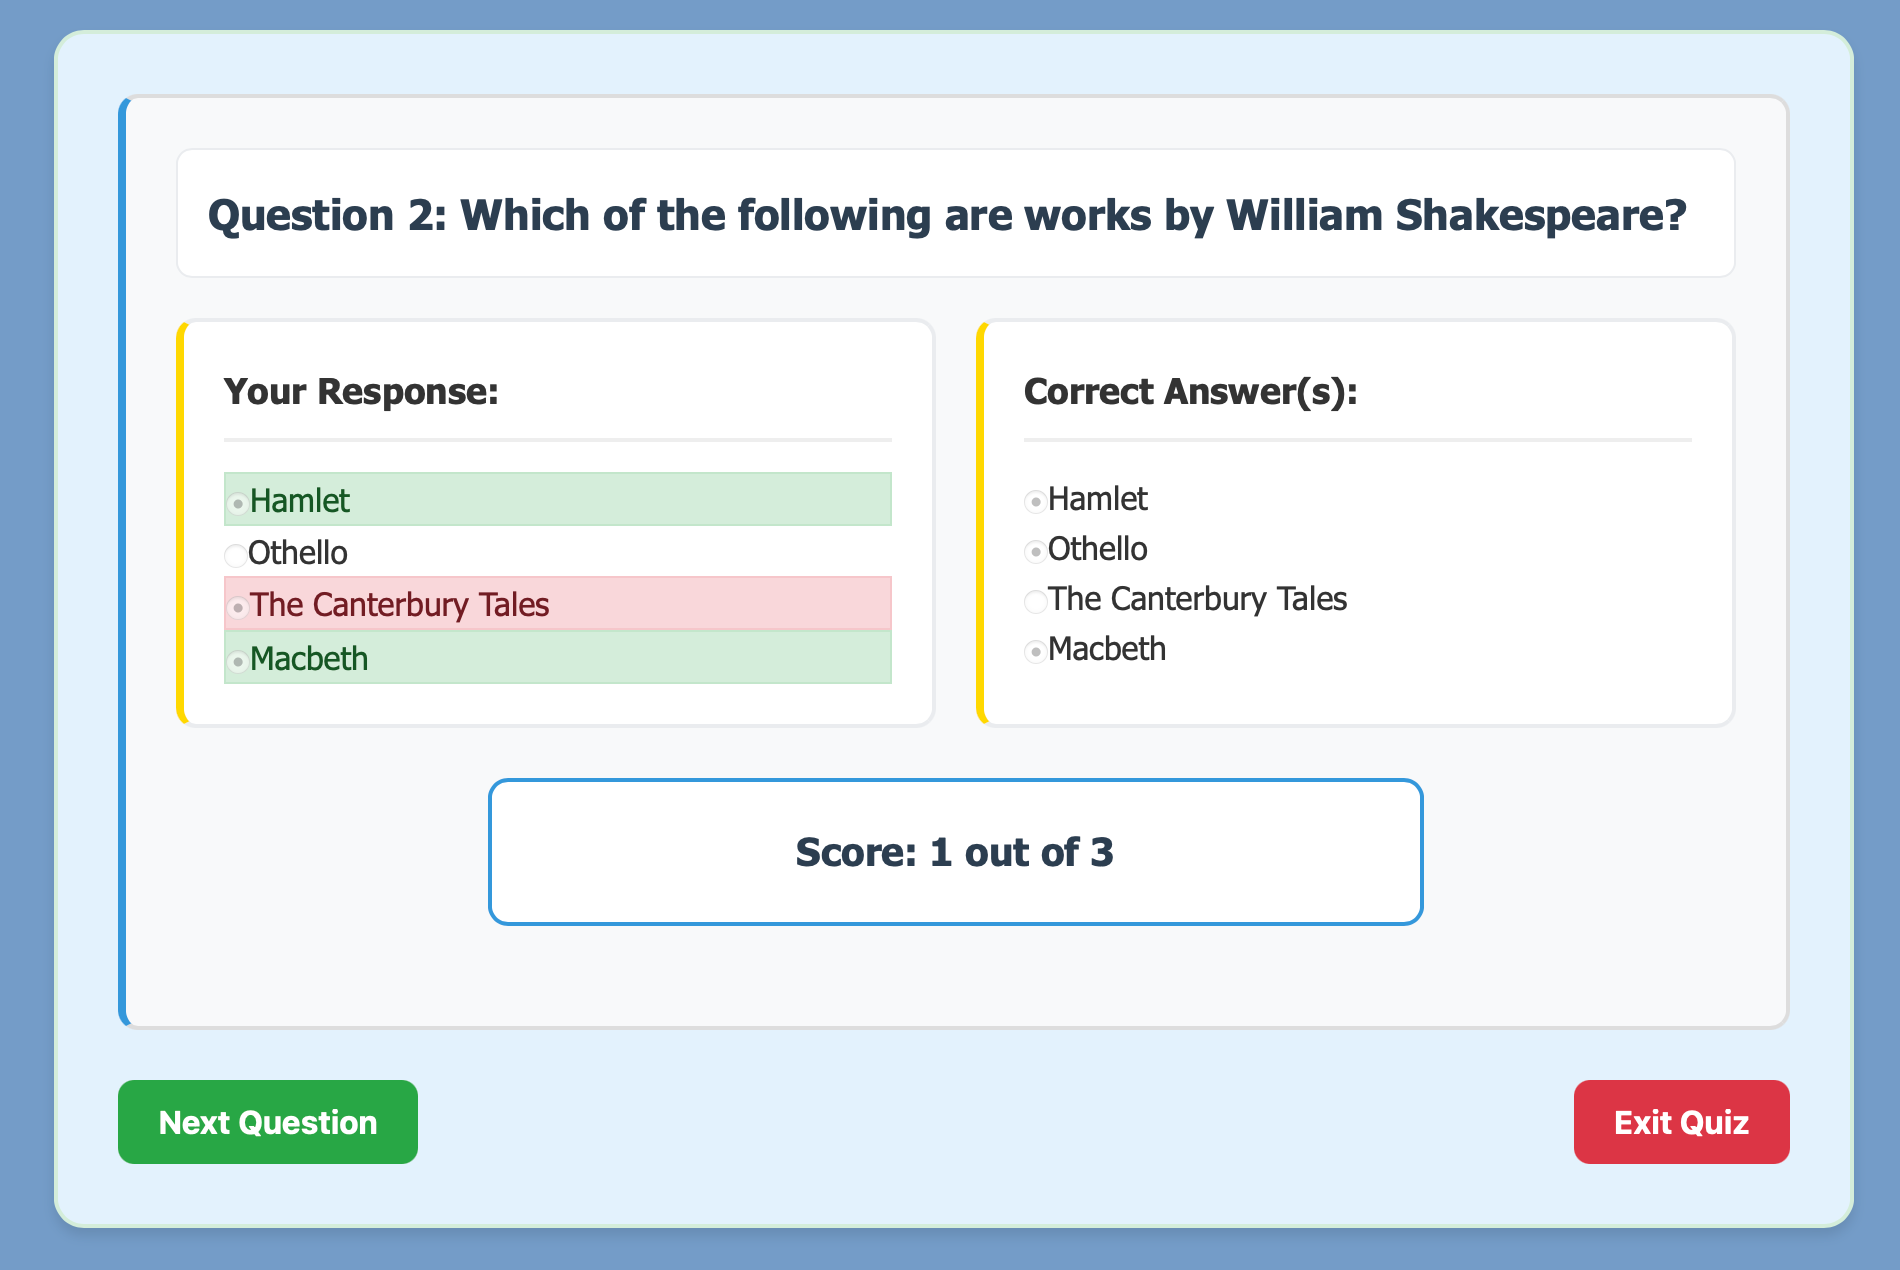 Question 2: Which of the following are works by William Shakespeare?
Your Response:
Hamlet
Othello
The Canterbury Tales
Macbeth
Correct Answer(s):
Hamlet
Othello
The Canterbury Tales
Macbeth
Score: 1 out of 3
Next Question
Exit Quiz